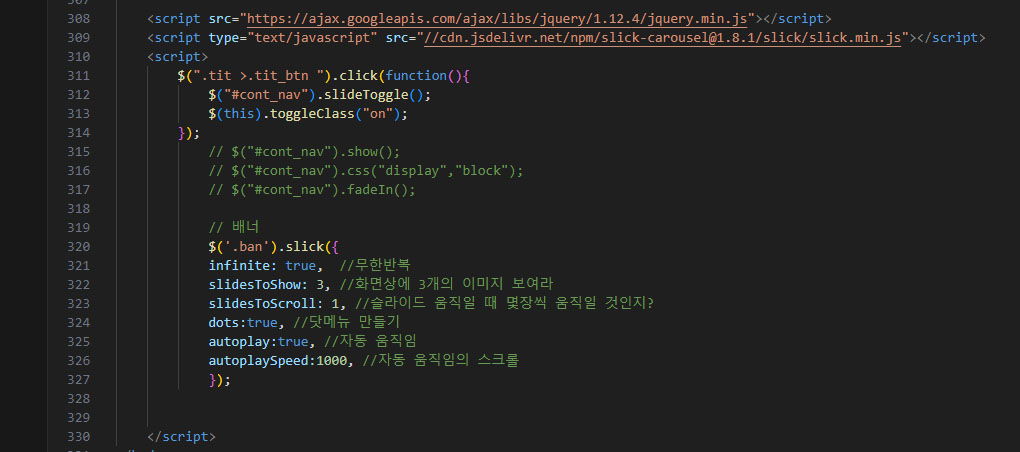 308 <script src="https://ajax.googleapis.com/ajax/libs/jquery/1.12.4/jquery.min.js"></script>
309 <script type="text/javascript" src="//cdn.jsdelivr.net/npm/slick-carousel@1.8.1/slick/slick.min.js"></script>
310 <script>
311 $(".tit >.tit_btn ").click(function(){
312 $("#cont_nav").slideToggle();
313 $(this).toggleClass("on");
314 });
315 // $("#cont_nav").show();
316 // $("#cont_nav").css("display","block");
317 // $("#cont_nav").fadeIn();
318
319 // 배너
320 $('.ban').slick({
321 infinite: true,  //무한반복
322 slidesToShow: 3, //화면상에 3개의 이미지 보여라
323 slidesToScroll: 1, //슬라이드 움직일 때 몇장씩 움직일 것인지?
324 dots:true, //닷메뉴 만들기
325 autoplay:true, //자동 움직임
326 autoplaySpeed:1000, //자동 움직임의 스크롤
327 });
328
329
330 </script>